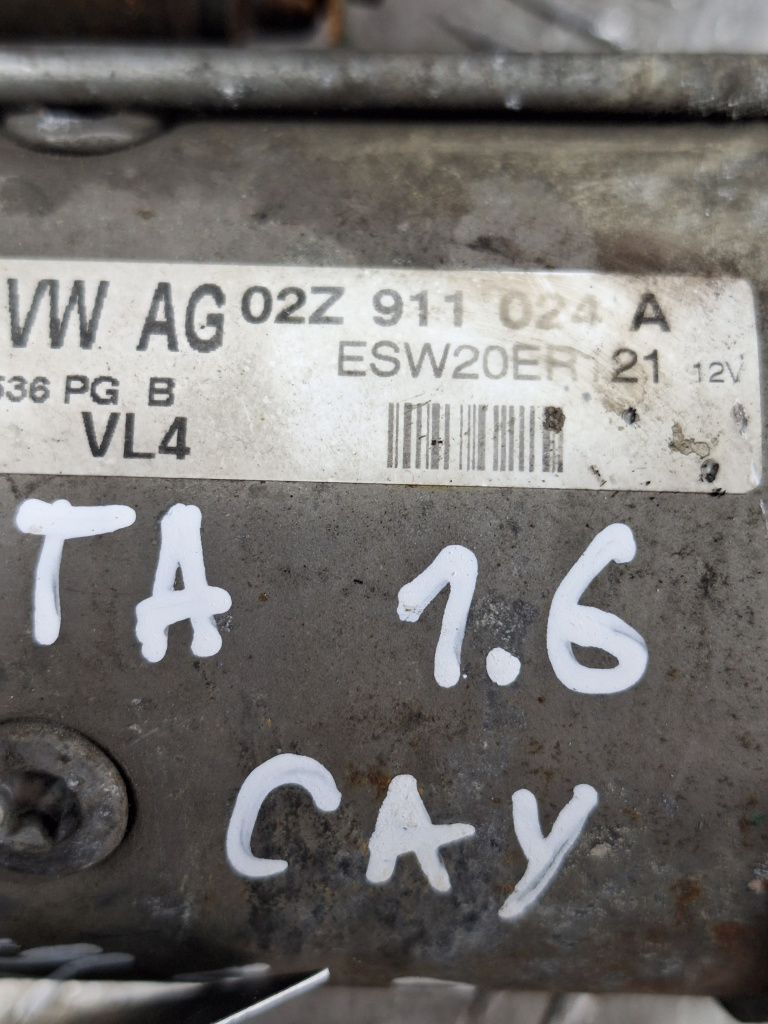 VW AG 02Z 911 024 A
ESW20ER 21 12V
536 PG B
VL4
TA 1.6
CAY